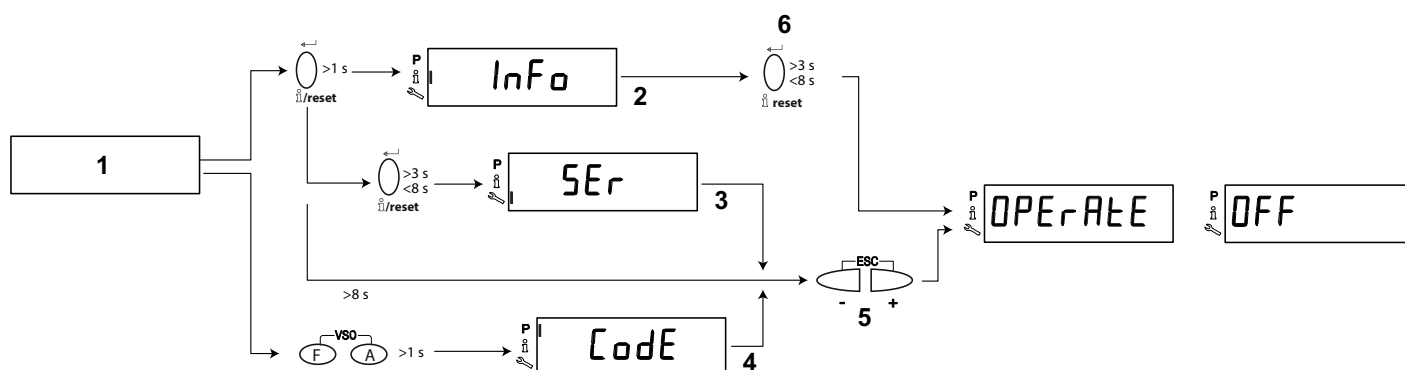 6
>1 s
P
InFo
2
>3 s
<8 s
i/reset
i reset
1
>3 s
<8 s
i/reset
P
SEr
3
P
OPErAtE
P
OFF
ESC
- +
5
>8 s
VSO
F A
>1 s
P
CodE
4